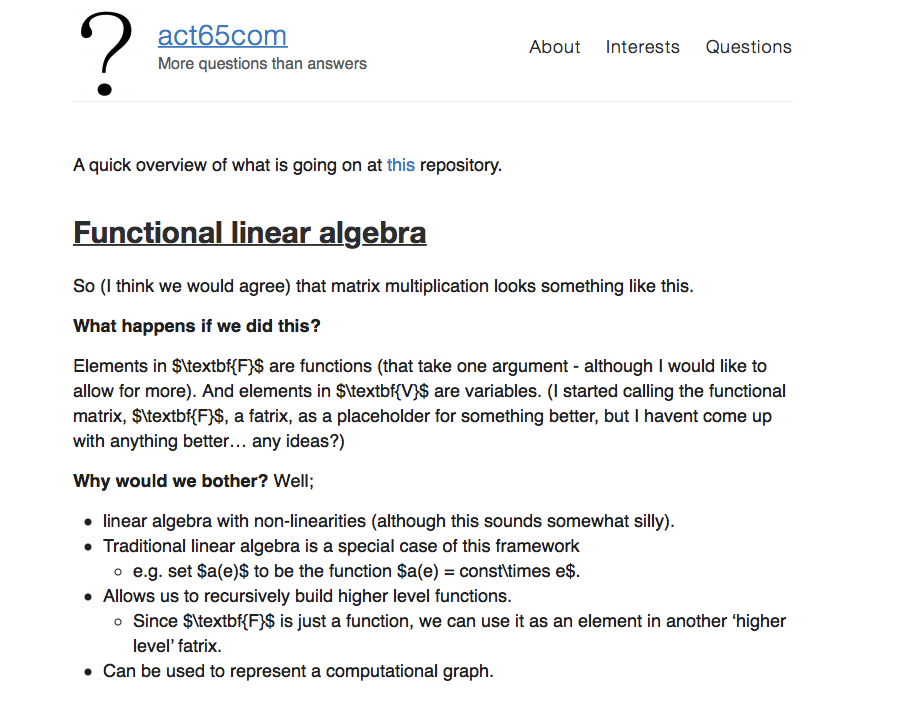 ?
act65com
More questions than answers
About Interests Questions
A quick overview of what is going on at this repository.
Functional linear algebra
So (I think we would agree) that matrix multiplication looks something like this.
What happens if we did this?
Elements in $\textbf{F}$ are functions (that take one argument - although I would like to
allow for more). And elements in $\textbf{V}$ are variables. (I started calling the functional
matrix, $\textbf{F}$, a fatrix, as a placeholder for something better, but I havent come up
with anything better… any ideas?)
Why would we bother? Well;
• linear algebra with non-linearities (although this sounds somewhat silly).
• Traditional linear algebra is a special case of this framework
◦ e.g. set $a(e)$ to be the function $a(e) = const\times e$.
• Allows us to recursively build higher level functions.
◦ Since $\textbf{F}$ is just a function, we can use it as an element in another ‘higher
level’ fatrix.
• Can be used to represent a computational graph.